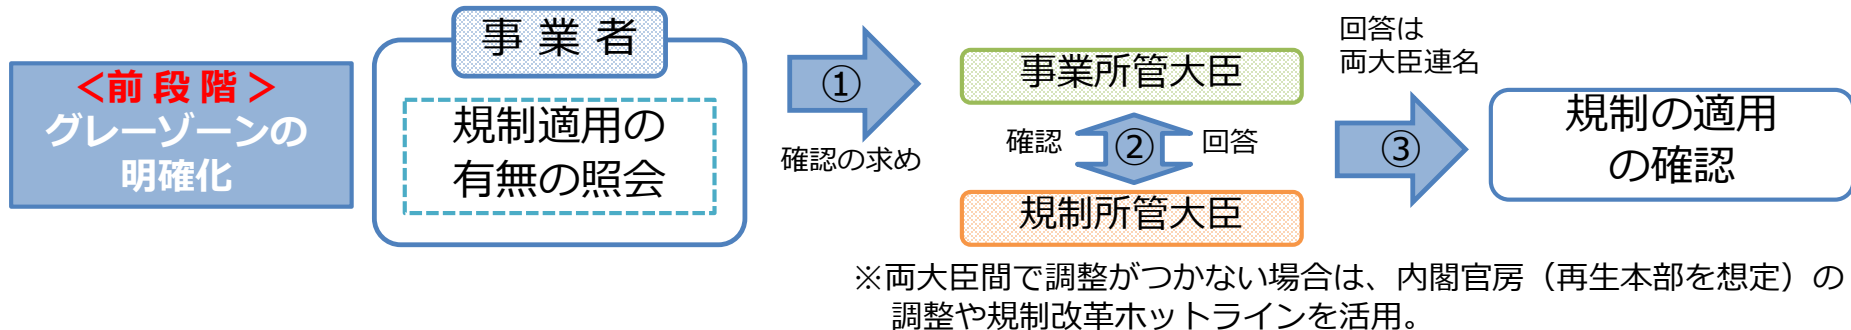 <前段階>
グレーゾーンの
明確化
事業者
規制適用の
有無の照会
①
確認の求め
事業所管大臣
確認
②
回答
規制所管大臣
回答は
両大臣連名
③
規制の適用
の確認
※両大臣間で調整がつかない場合は、内閣官房（再生本部を想定）の
調整や規制改革ホットラインを活用。